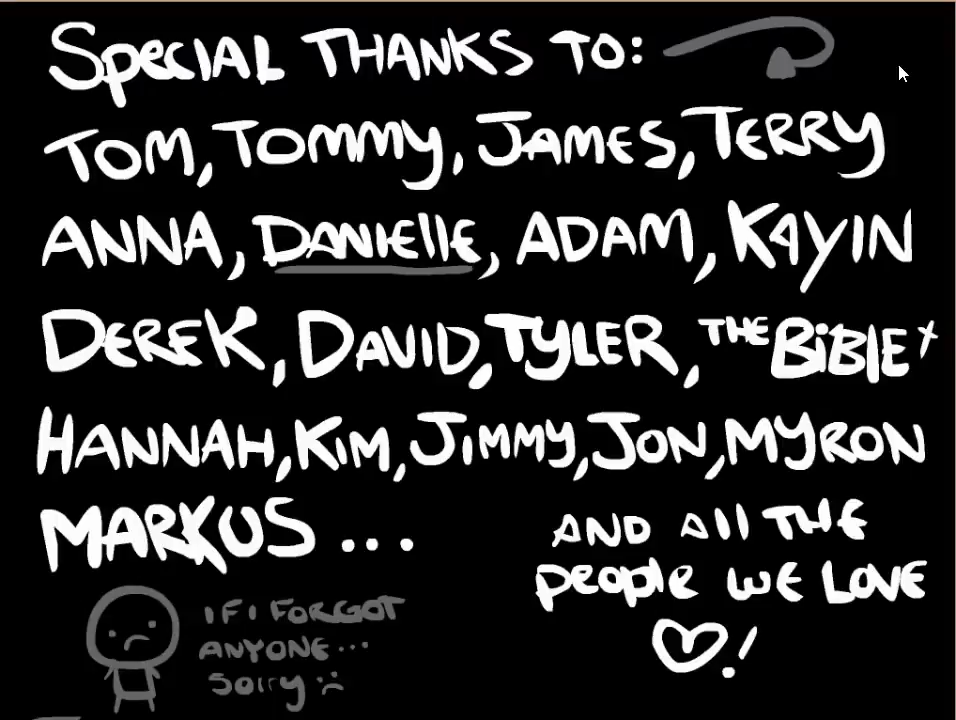 SPECIAL THANKS TO:
TOM, TOMMY, JAMES, TERRY
ANNA, DANIELLE, ADAM, KAYIN
DEREK, DAVID, TYLER, THE BIBLE
HANNAH, KIM, JIMMY, JON, MYRON
MARKUS...
AND ALL THE
PEOPLE WE LOVE
♡!
IF I FORGOT
ANYONE...
SORRY :(